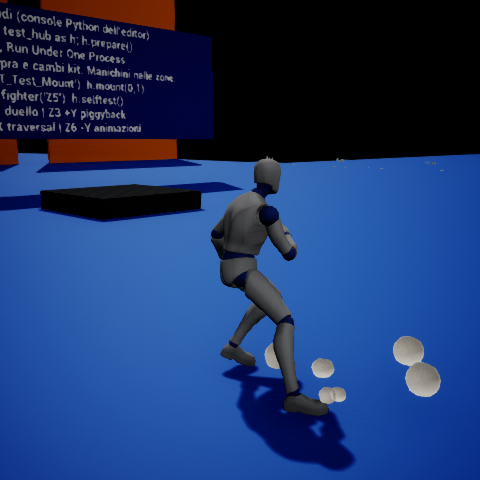 di (console Python dell'editor)
test_hub as h; h.prepare()
, Run Under One Process
pra e cambi kit. Manichini nelle zone.
T_Test_Mount') h.mount(0,1)
fighter('Z5') h.selftest()
duello | Z3 +Y piggyback
traversal | Z6 -Y animazioni